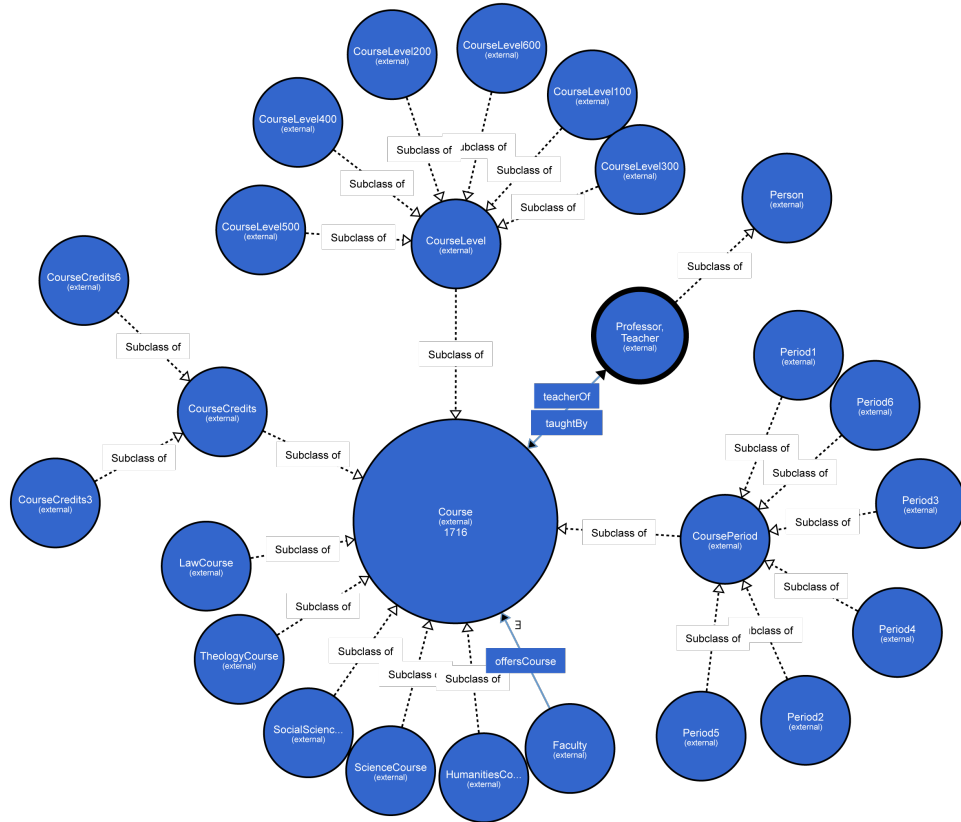 CourseLevel200
(external)
CourseLevel600
(external)
CourseLevel100
(external)
CourseLevel400
(external)
CourseLevel300
(external)
CourseLevel500
(external)
Subclass of
Subclass of
Subclass of
Subclass of
Subclass of
Subclass of
CourseLevel
(external)
Person
(external)
Subclass of
Professor,
Teacher
(external)
CourseCredits6
(external)
Subclass of
Subclass of
CourseCredits
(external)
Subclass of
Subclass of
CourseCredits3
(external)
teacherOf
taughtBy
Period1
(external)
Period6
(external)
Subclass of
Subclass of
Period3
(external)
Subclass of
CoursePeriod
(external)
Subclass of
Course
(external)
1716
LawCourse
(external)
Subclass of
TheologyCourse
(external)
Subclass of
Subclass of
Subclass of
Subclass of
Subclass of
∃
offersCourse
SocialScienc...
(external)
ScienceCourse
(external)
HumanitiesCo...
(external)
Faculty
(external)
Subclass of
Period4
(external)
Subclass of
Subclass of
Period5
(external)
Period2
(external)